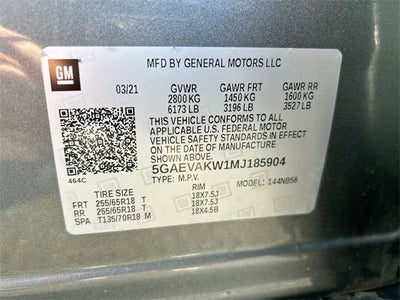 GM
MFD BY GENERAL MOTORS LLC
03/21 GVWR GAWR FRT GAWR RR
2800 KG 1450 KG 1600 KG
6173 LB 3196 LB 3527 LB
THIS VEHICLE CONFORMS TO ALL
APPLICABLE U.S. FEDERAL MOTOR
VEHICLE SAFETY STANDARDS IN EFFECT
ON THE DATE OF MANUFACTURE
SHOWN ABOVE.
5GAEVAKW1MJ185904
464C TYPE: M.P.V. MODEL: 144NB56
TIRE SIZE RIM
FRT 255/65R18 T 18X7.5J
RR 255/65R18 T 18X7.5J
SPA T135/70R18 M 18X4.5B